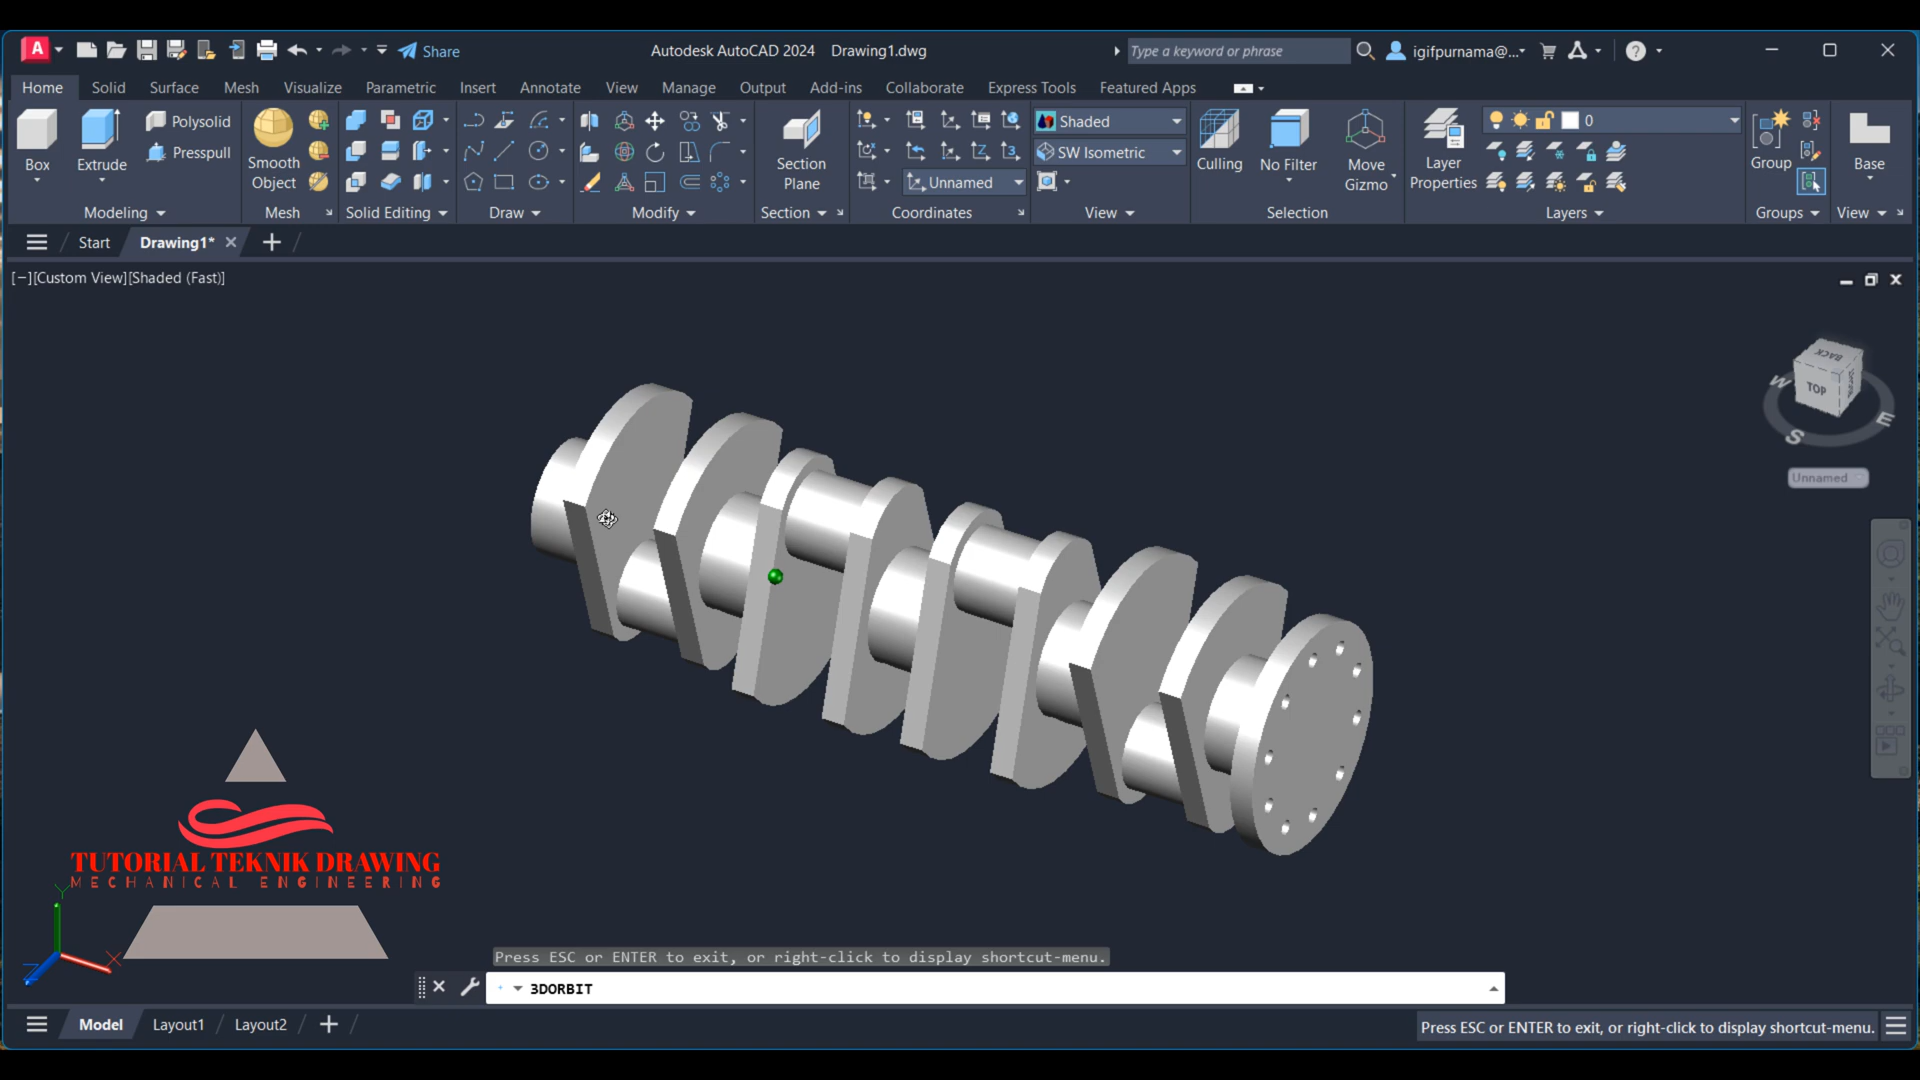 Share
Autodesk AutoCAD 2024 Drawing1.dwg
Type a keyword or phrase
igifpurnama@...
Home Solid Surface Mesh Visualize Parametric Insert Annotate View Manage Output Add-ins Collaborate Express Tools Featured Apps
Box
Extrude
Polysolid
Presspull
Smooth
Object
Section
Plane
Unnamed
Shaded
SW Isometric
Culling
No Filter
Move
Gizmo
Layer
Properties
0
Group
Base
Modeling Mesh Solid Editing Draw Modify Section Coordinates View Selection Layers Groups View
Start Drawing1*
[−][Custom View][Shaded (Fast)]
BACK
TOP
W
E
S
Unnamed
TUTORIAL TEKNIK DRAWING
MECHANICAL ENGINEERING
Y
X
Z
Press ESC or ENTER to exit, or right-click to display shortcut-menu.
3DORBIT
Model Layout1 Layout2
Press ESC or ENTER to exit, or right-click to display shortcut-menu.